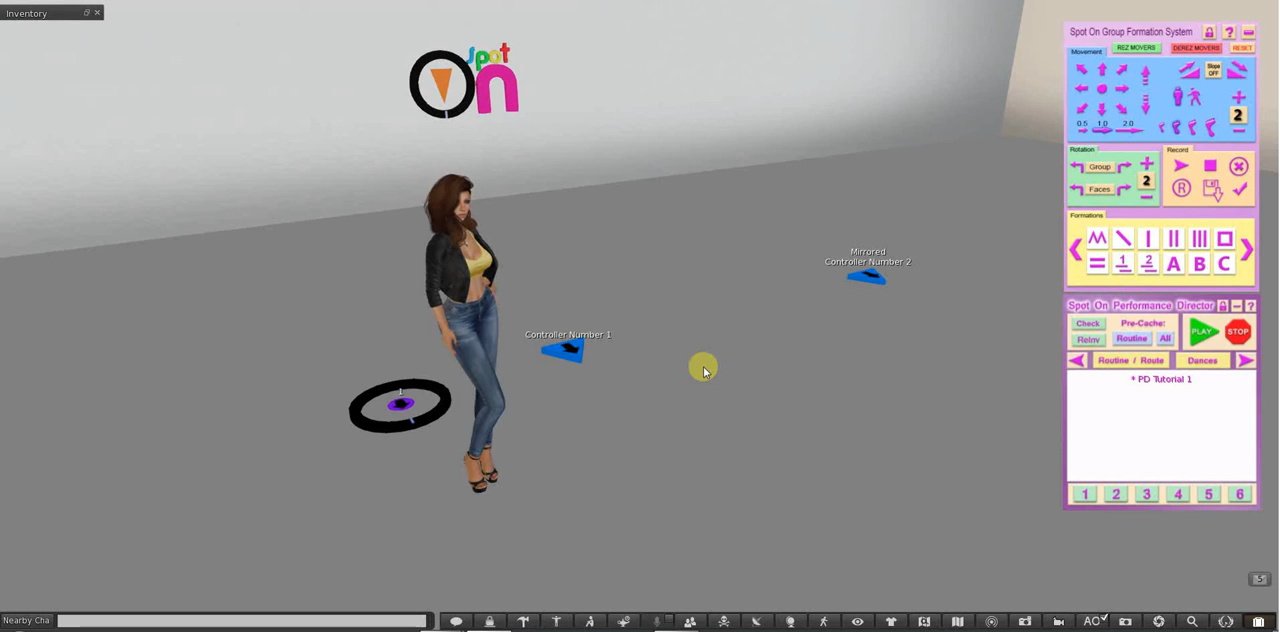 Inventory
spot
On
Mirrored
Controller Number 2
Controller Number 1
1
Spot On Group Formation System
?
Movement
REZ MOVERS
DEREZ MOVERS
RESET
Slope
OFF
0.5 1.0 2.0
2
Rotation
Group
Faces
2
Record
R
Formations
1 2 A B C
Spot On Performance Director
?
Check
Pre-Cache:
PLAY
STOP
ReInv
Routine
All
Routine / Route
Dances
* PD Tutorial 1
1 2 3 4 5 6
5
Nearby Cha
AO